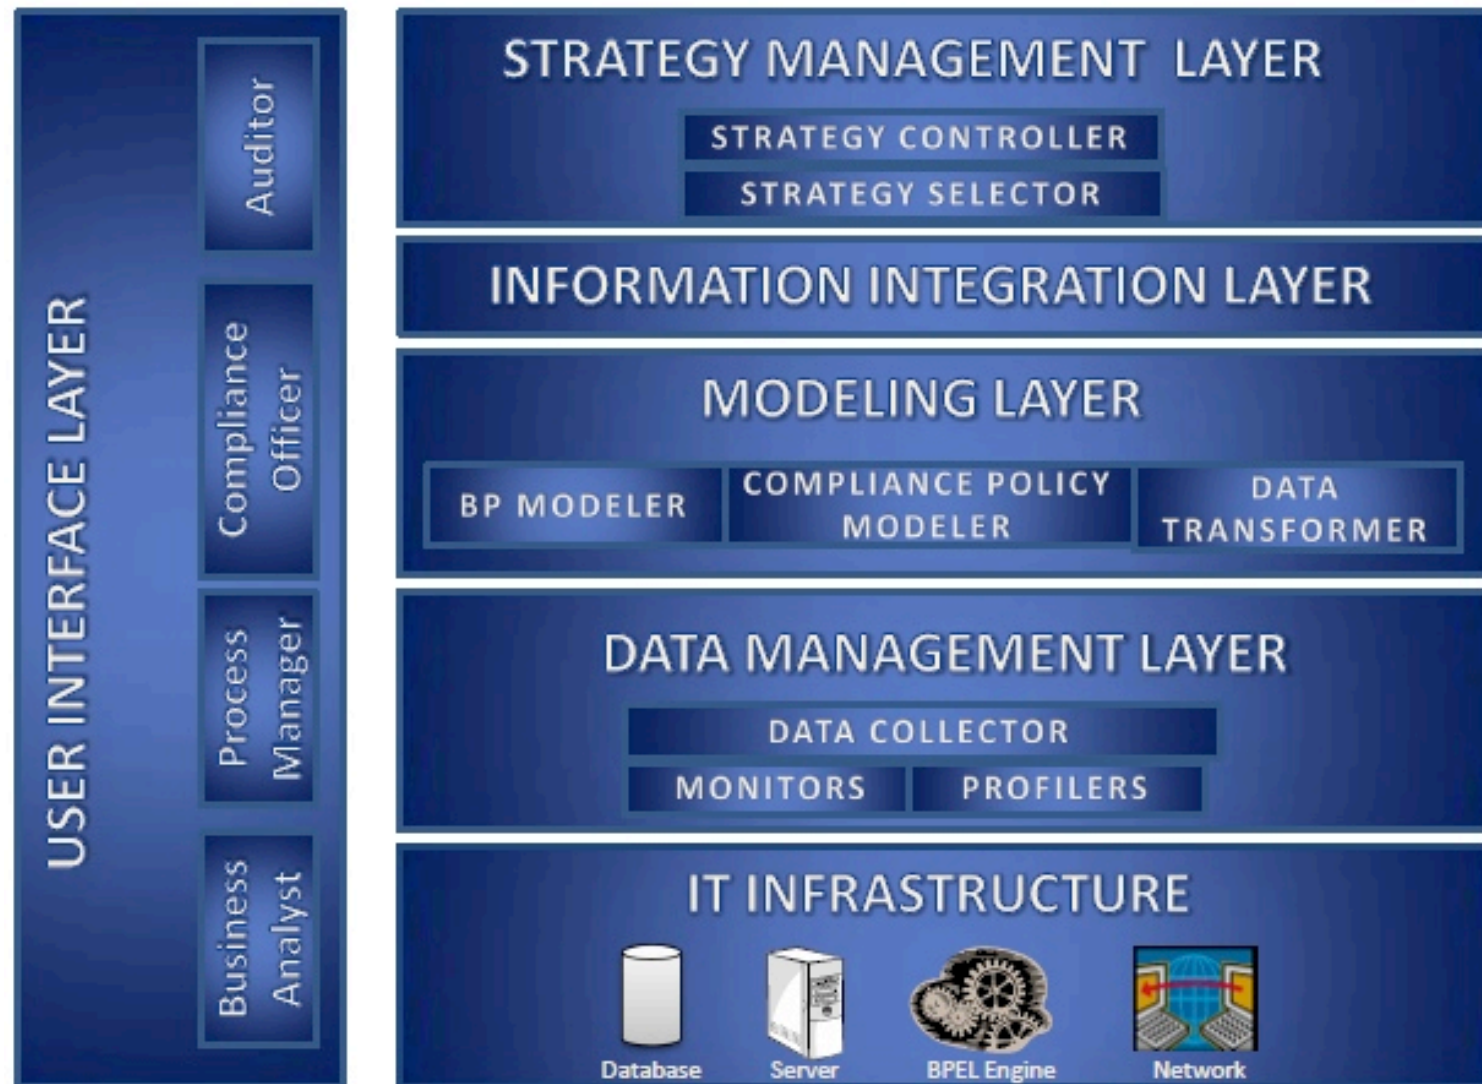 USER INTERFACE LAYER
Auditor
Compliance
Officer
Process
Manager
Business
Analyst
STRATEGY MANAGEMENT LAYER
STRATEGY CONTROLLER
STRATEGY SELECTOR
INFORMATION INTEGRATION LAYER
MODELING LAYER
BP MODELER
COMPLIANCE POLICY
MODELER
DATA
TRANSFORMER
DATA MANAGEMENT LAYER
DATA COLLECTOR
MONITORS
PROFILERS
IT INFRASTRUCTURE
Database
Server
BPEL Engine
Network